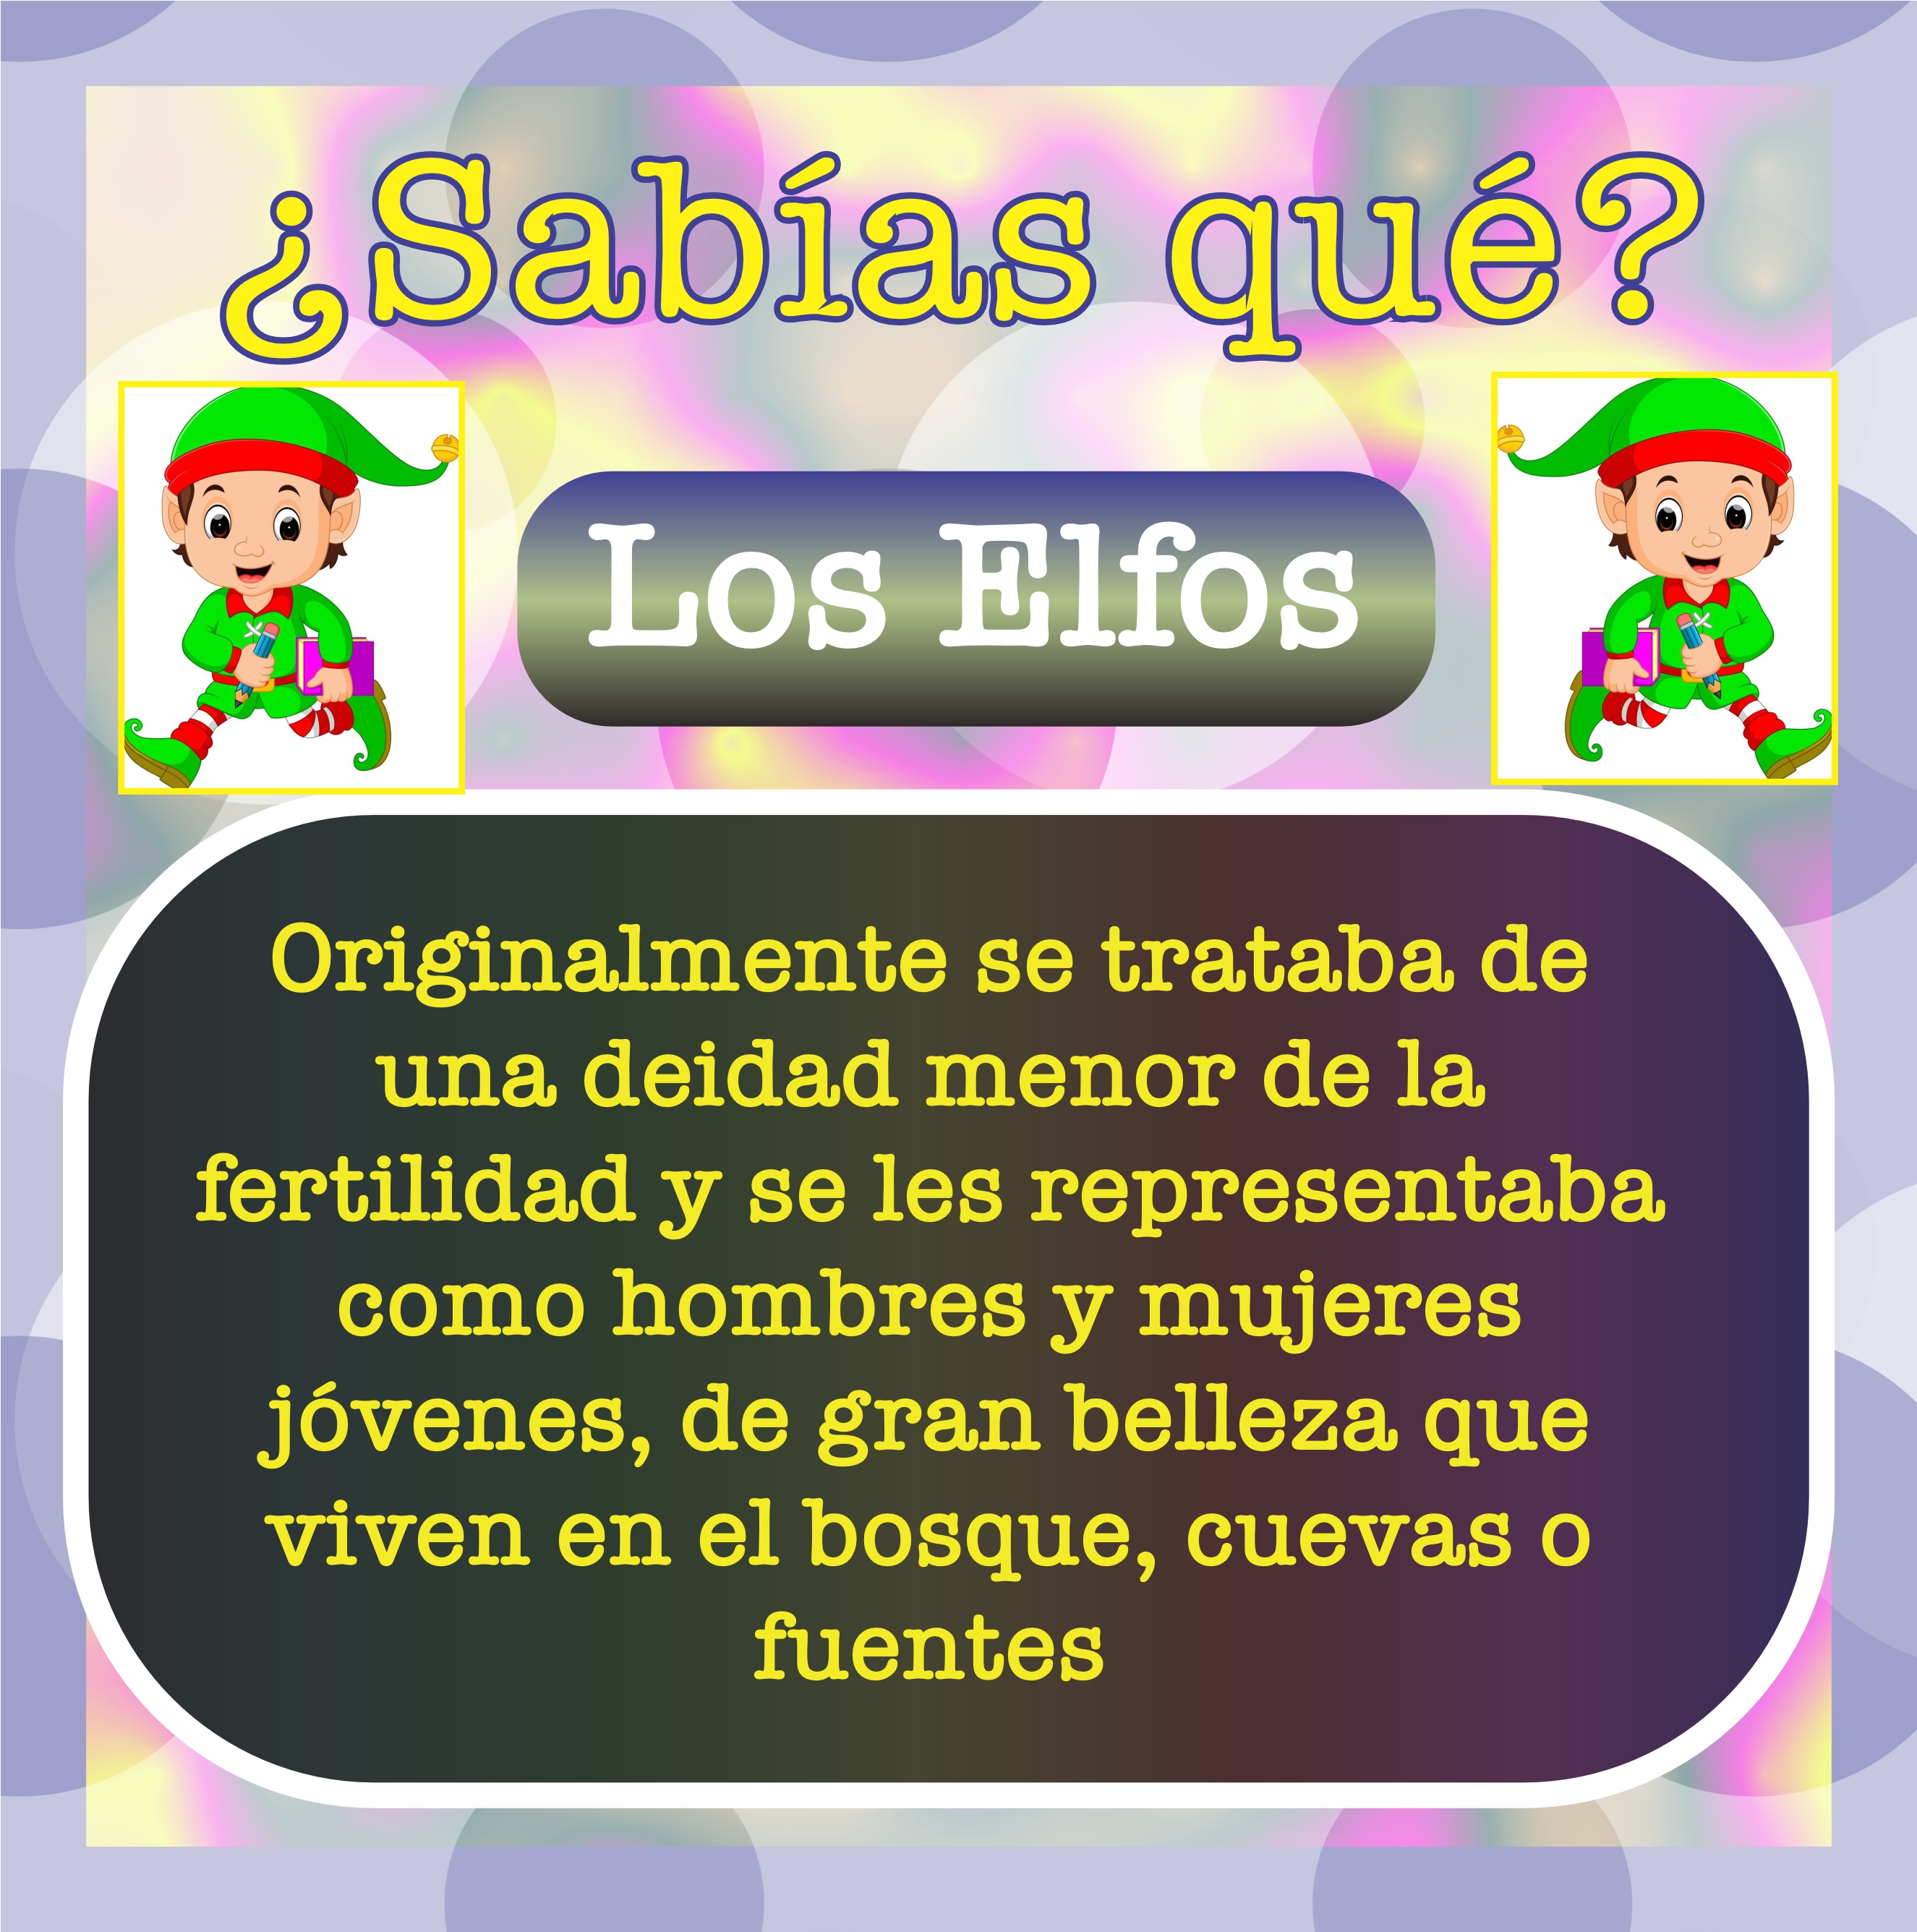 ¿Sabías qué?
Los Elfos
Originalmente se trataba de
una deidad menor de la
fertilidad y se les representaba
como hombres y mujeres
jóvenes, de gran belleza que
viven en el bosque, cuevas o
fuentes